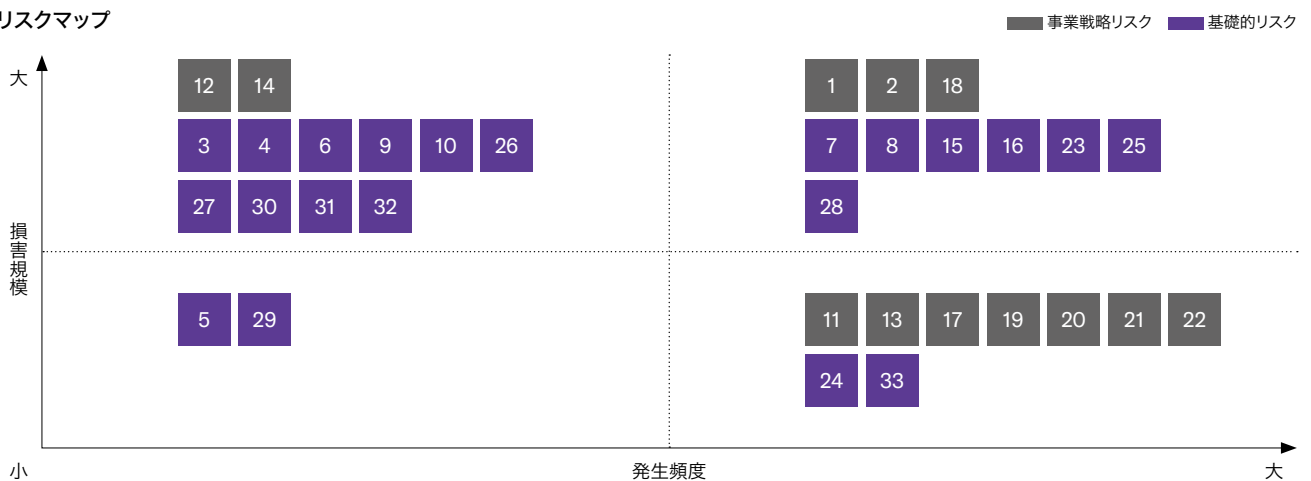 リスクマップ
事業戦略リスク 基礎的リスク
大
12 14 1 2 18
3 4 6 9 10 26 7 8 15 16 23 25
27 30 31 32 28
損害規模
5 29 11 13 17 19 20 21 22
24 33
小 発生頻度 大